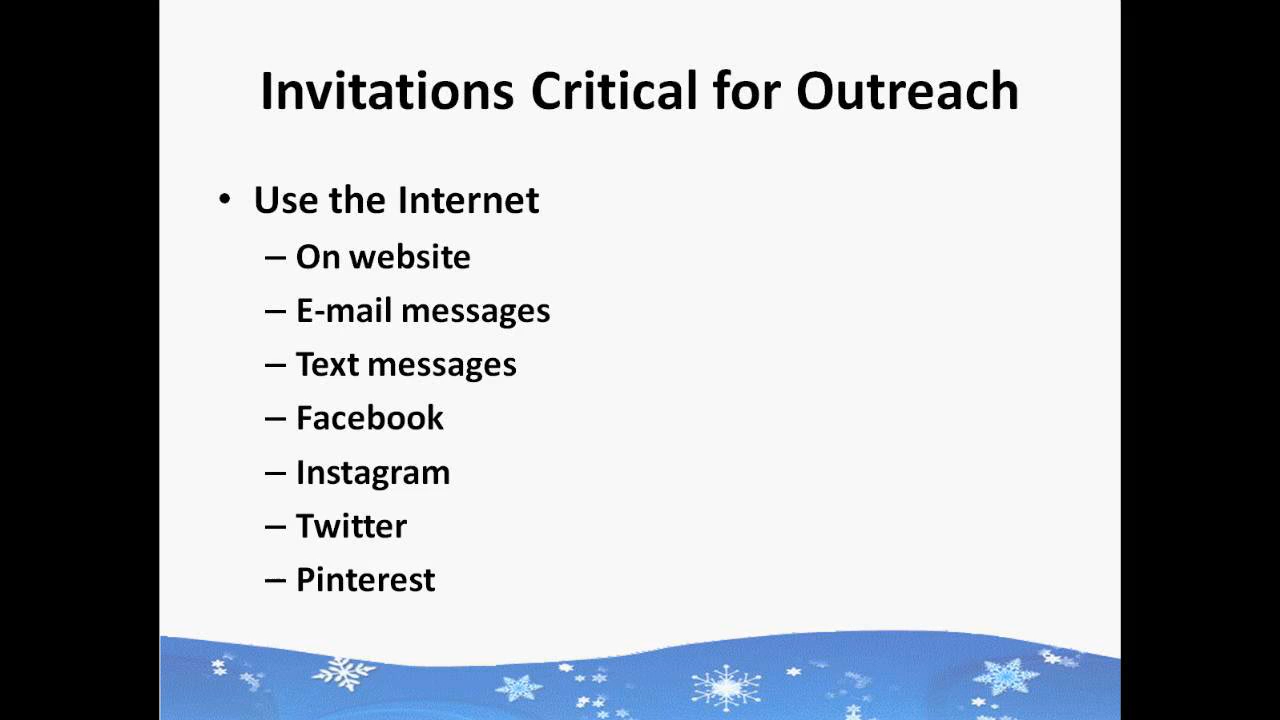 Invitations Critical for Outreach
• Use the Internet
– On website
– E-mail messages
– Text messages
– Facebook
– Instagram
– Twitter
– Pinterest